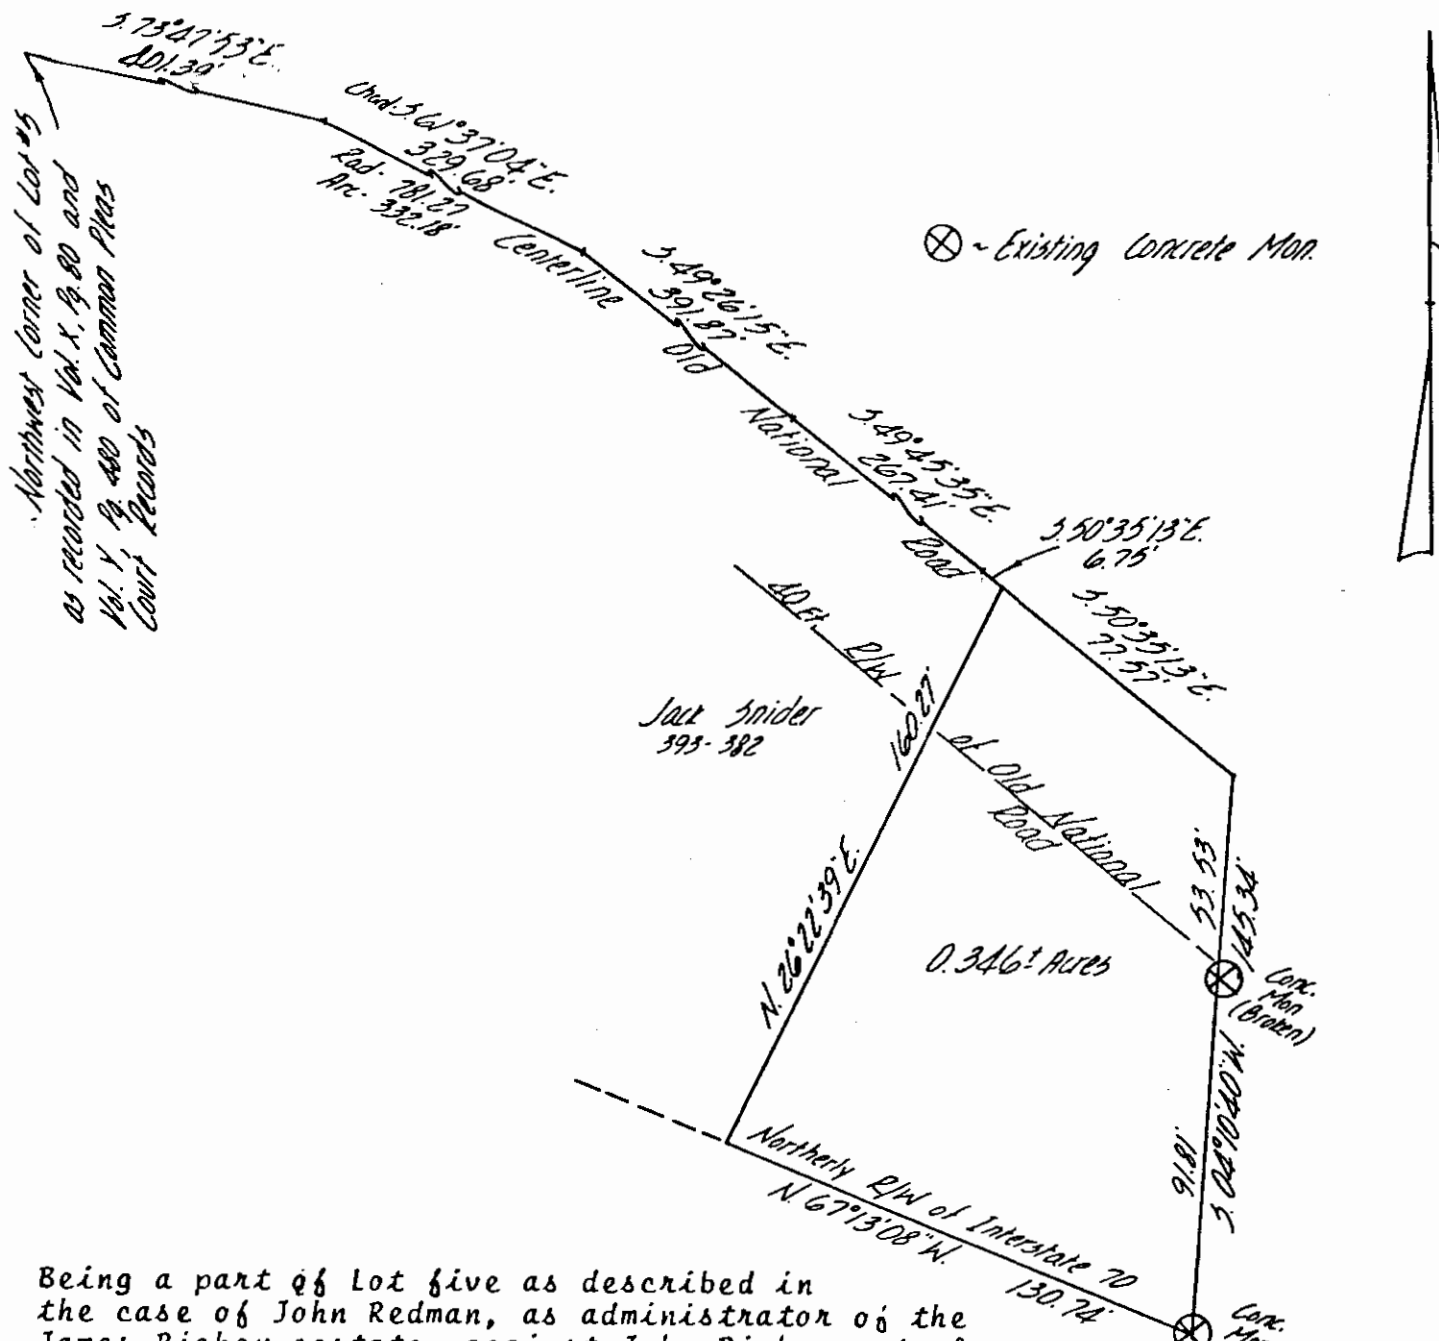 S. 73°47'53"E.
401.39'
Chord - S. 61°37'04"E.
329.68'
Rad - 781.27
Arc - 332.18'
Northwest Corner of Lot #5
as recorded in Vol. X, Pg. 80 and
Vol. Y, Pg. 480 of Common Pleas
Court Records
Centerline
Old
National
Road
S. 49°26'15"E.
391.87'
⊗ ~ Existing Concrete Mon.
S. 49°45'35"E.
267.41'
S. 50°35'13"E.
6.75'
S. 50°35'13"E.
77.57'
40 Ft. R/W
of Old National
Road
Jack Snider
393-382
160.27'
N. 26°22'39"E.
53.53'
145.34'
0.346± Acres
Conc.
Mon
(Broken)
91.81'
S. 04°10'40"W.
Northerly R/W of Interstate 70
N. 67°13'08"W.
130.74'
Conc.
Mon
Being a part of Lot five as described in
the case of John Redman, as administrator of the